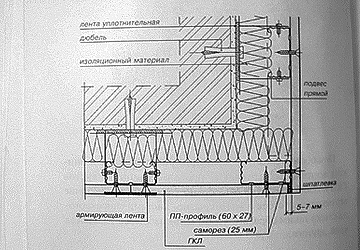 лента уплотнительная
дюбель
изоляционный материал
подвес
прямой
шпатлевка
5–7 мм
армирующая лента
ПП-профиль (60 х 27)
саморез (25 мм)
ГКЛ